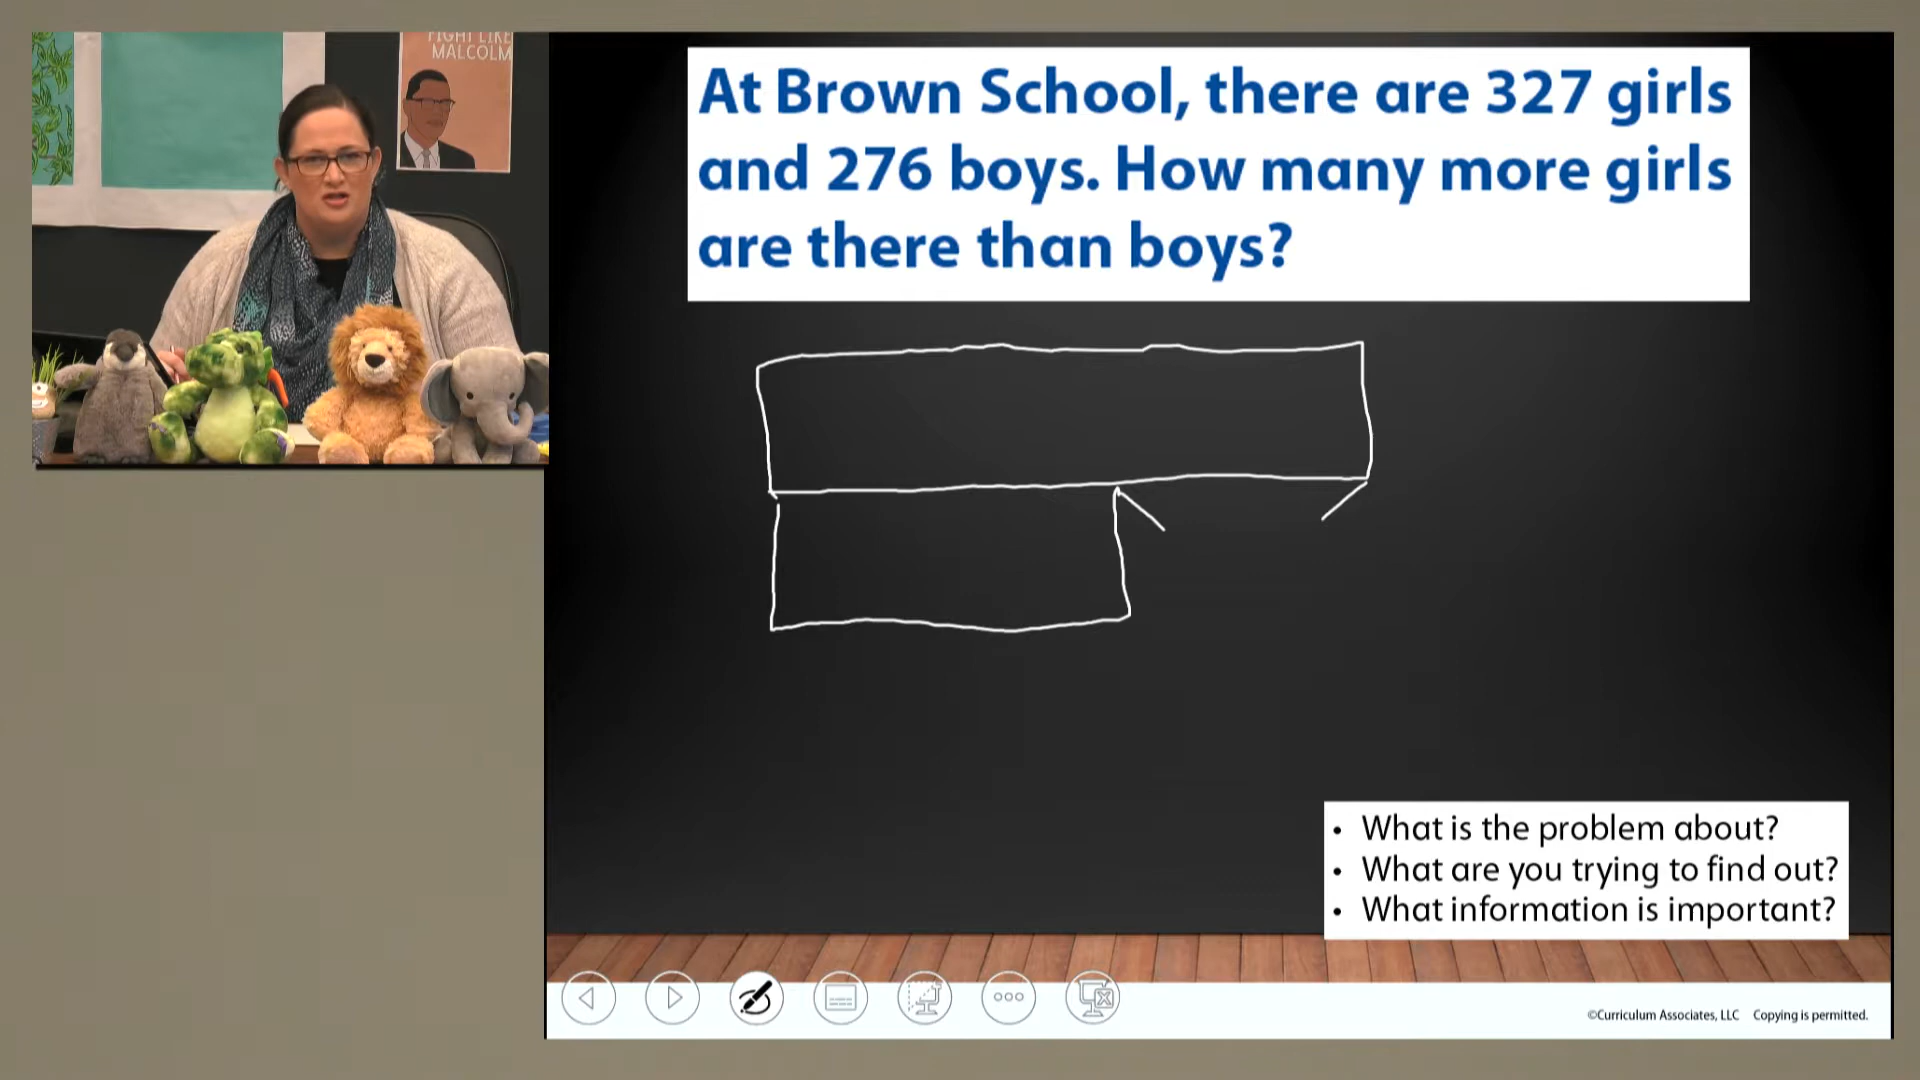 FIGHT LIKE
MALCOLM
At Brown School, there are 327 girls
and 276 boys. How many more girls
are there than boys?
• What is the problem about?
• What are you trying to find out?
• What information is important?
©Curriculum Associates, LLC Copying is permitted.